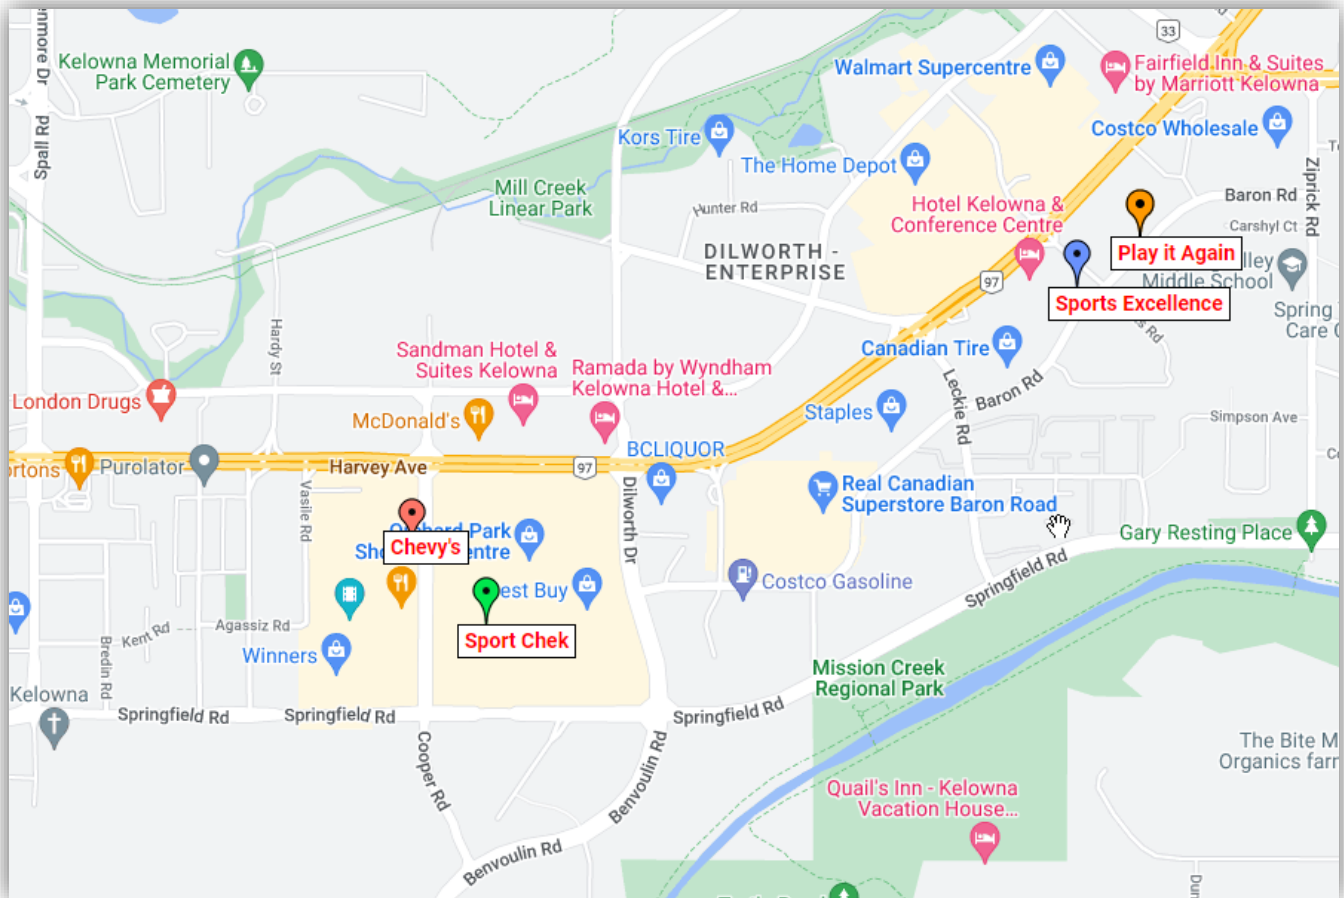 33
Kelowna Memorial
Park Cemetery
Walmart Supercentre
Fairfield Inn & Suites
by Marriott Kelowna
Spall Rd
Kors Tire
Costco Wholesale
The Home Depot
Mill Creek
Linear Park
Hunter Rd
Hotel Kelowna &
Conference Centre
Baron Rd
Ziprick Rd
Carshyl Ct
DILWORTH -
ENTERPRISE
Play it Again
Middle School
97
Sports Excellence
Spring
Care
Hardy St
Canadian Tire
Sandman Hotel &
Suites Kelowna
Ramada by Wyndham
Kelowna Hotel &...
Leckie Rd
Baron Rd
London Drugs
McDonald's
Staples
Simpson Ave
BCLIQUOR
Purolator
Harvey Ave
97
Vasile Rd
Dilworth Dr
Real Canadian
Superstore Baron Road
Chevy's
Park
Gary Resting Place
Springfield Rd
Costco Gasoline
Sport Chek
Kent Rd
Agassiz Rd
Bredin Rd
Winners
Mission Creek
Regional Park
Kelowna
Springfield Rd
Springfield Rd
Springfield Rd
Cooper Rd
Benvoulin Rd
The Bite M
Organics farm
Quail's Inn - Kelowna
Vacation House...
Benvoulin Rd